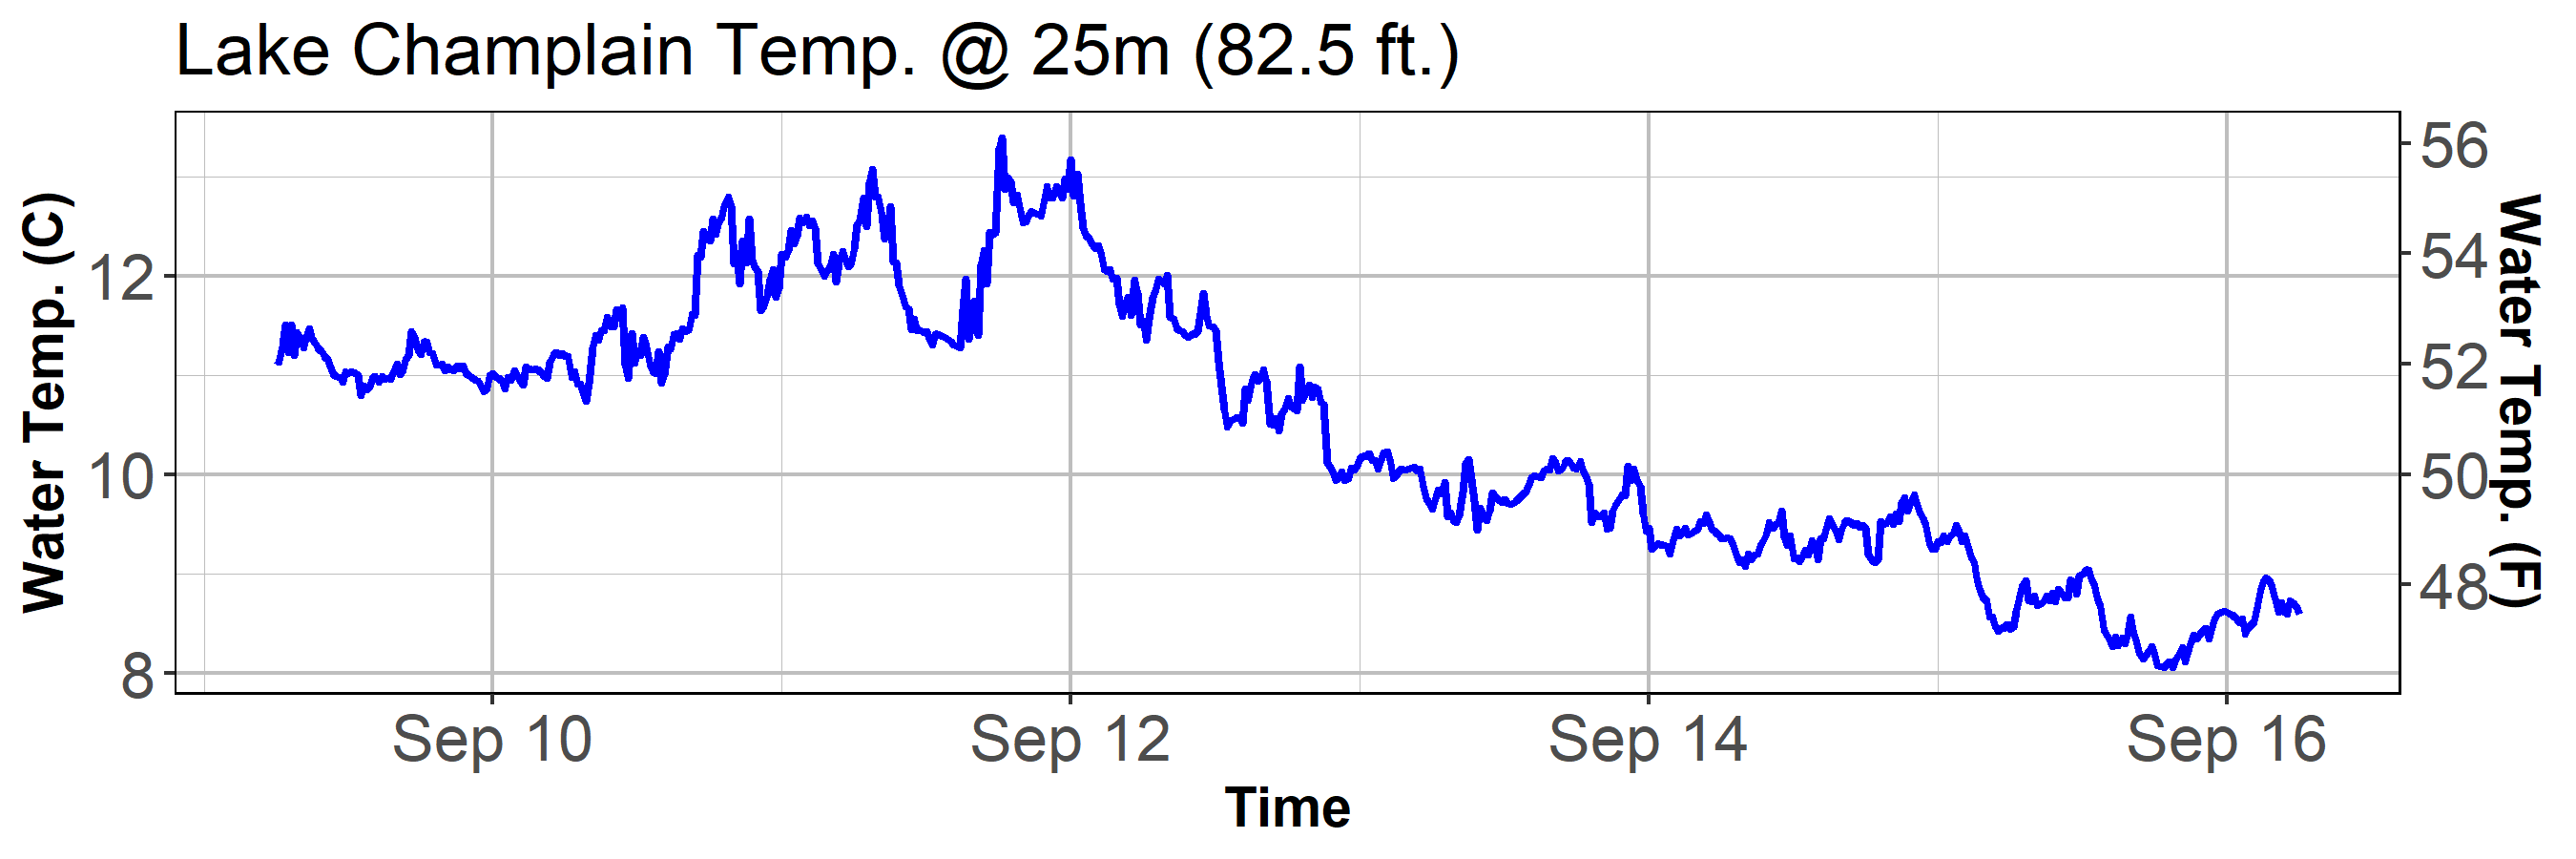 Lake Champlain Temp. @ 25m (82.5 ft.)
Water Temp. (C)
12
10
8
56
54
52
50
48
Water Temp. (F)
Sep 10
Sep 12
Sep 14
Sep 16
Time